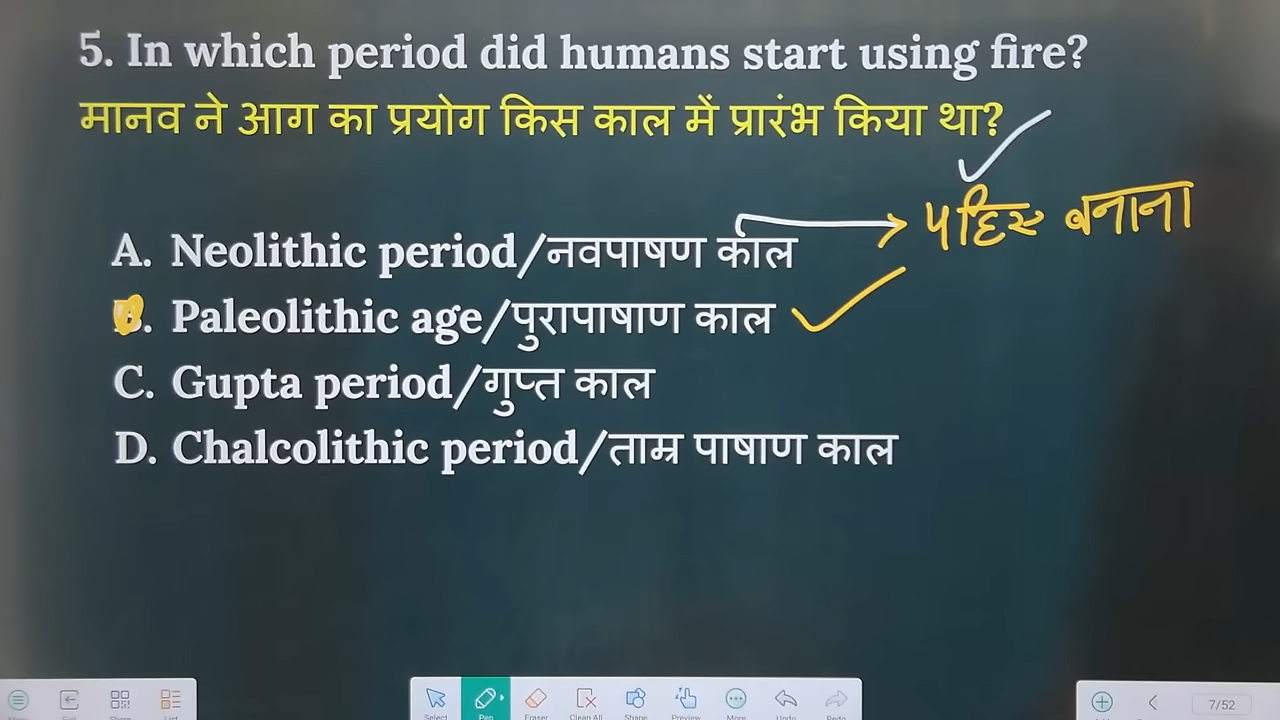 5. In which period did humans start using fire?
मानव ने आग का प्रयोग किस काल में प्रारंभ किया था?
पहिए बनाना
A. Neolithic period/नवपाषण काल
B. Paleolithic age/पुरापाषाण काल
C. Gupta period/गुप्त काल
D. Chalcolithic period/ताम्र पाषाण काल
Select Pen Eraser Clean All Shape Preview More Undo Redo
7/52